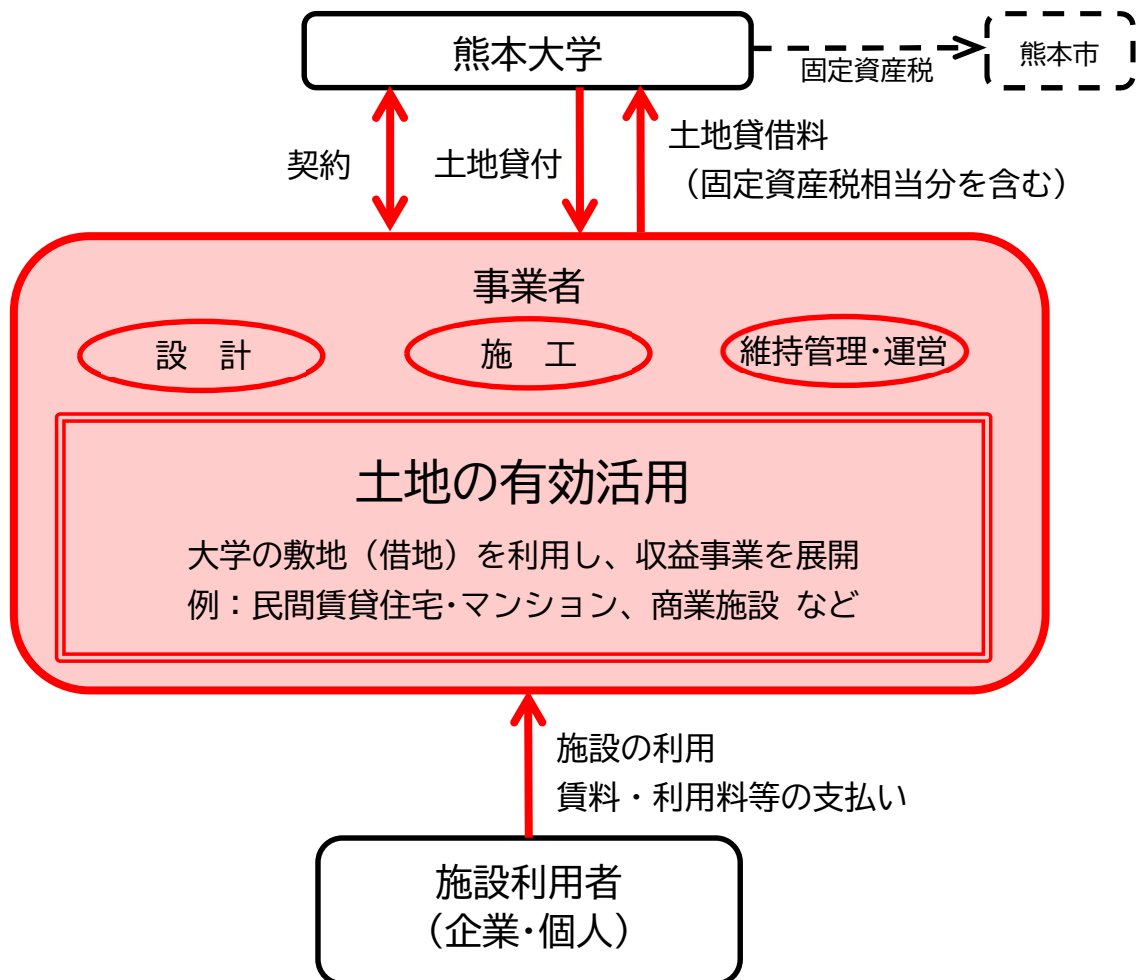 熊本大学
固定資産税
熊本市
契約
土地貸付
土地貸借料
（固定資産税相当分を含む）
事業者
設　計
施　工
維持管理・運営
土地の有効活用
大学の敷地（借地）を利用し、収益事業を展開
例：民間賃貸住宅・マンション、商業施設 など
施設の利用
賃料・利用料等の支払い
施設利用者
（企業・個人）